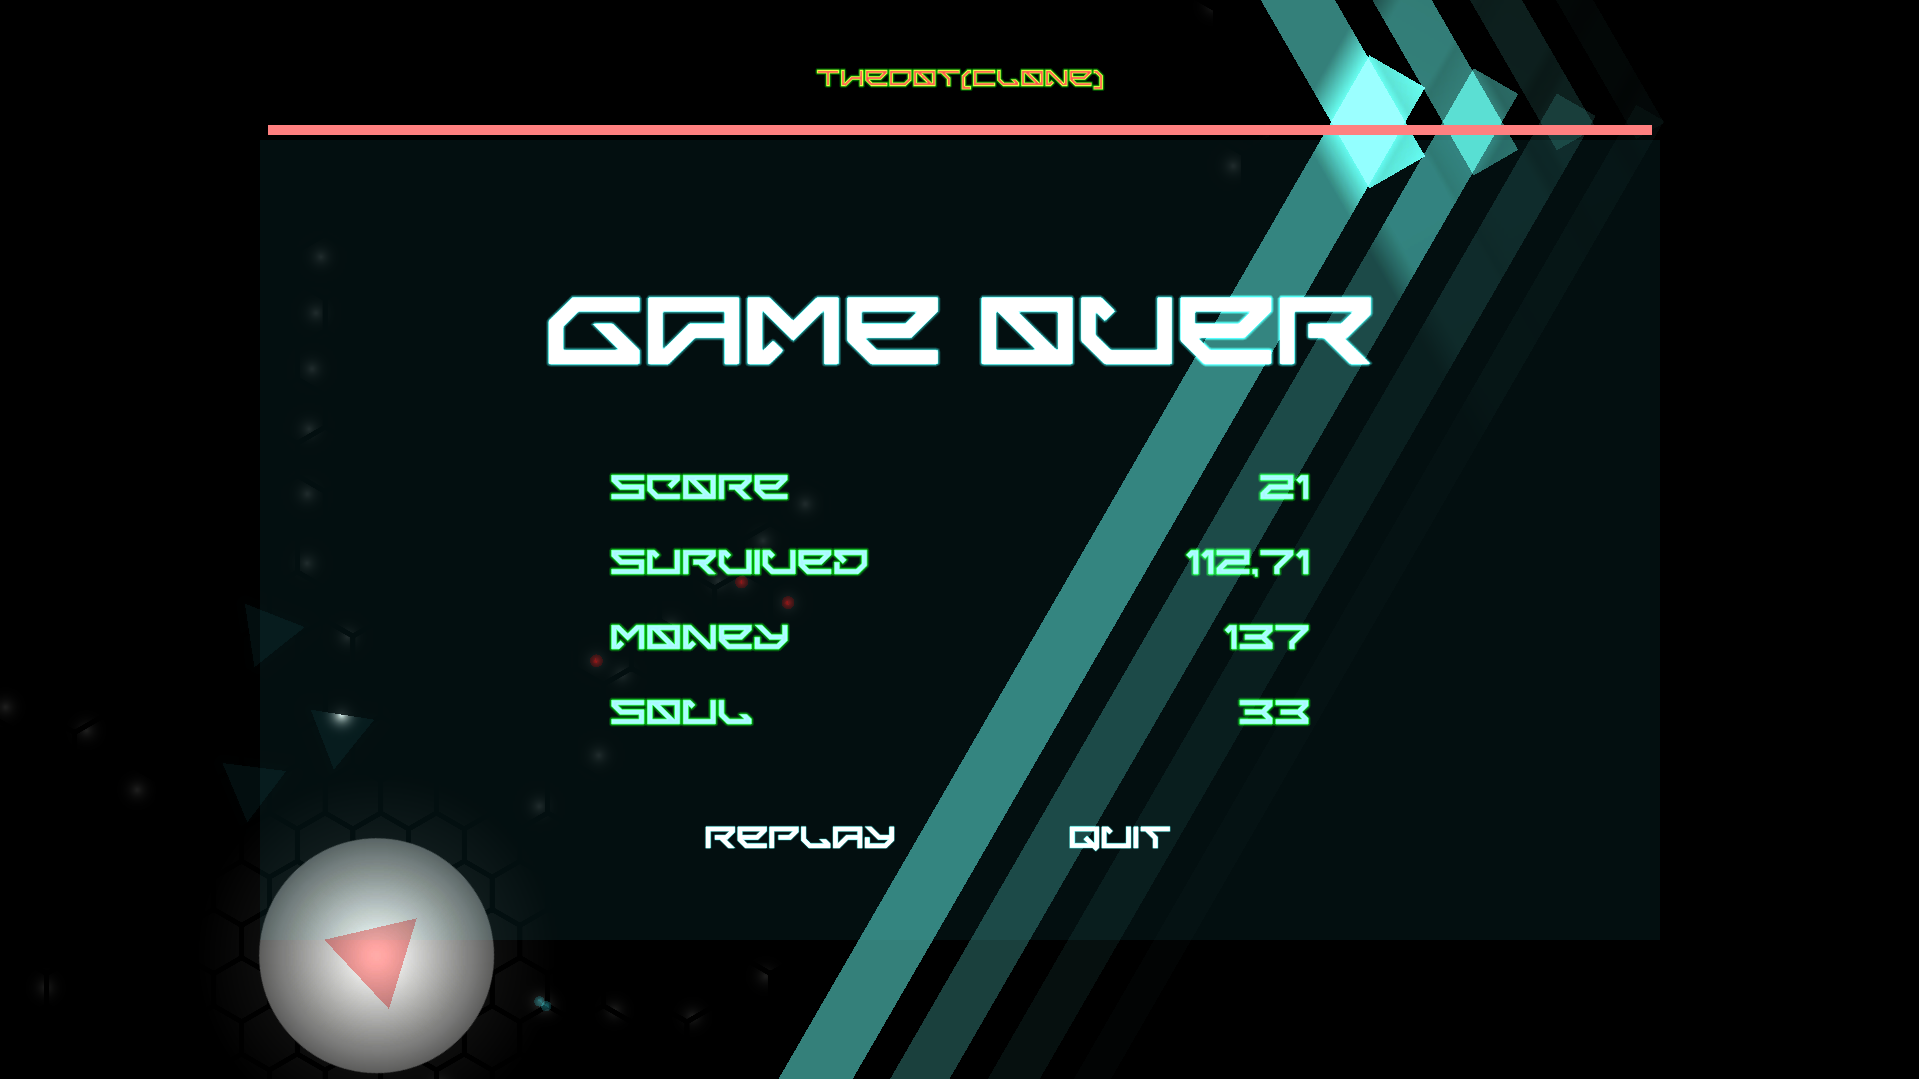 THEDOT(CLONE)
GAME OVER
SCORE 21
SURVIVED 112,71
MONEY 137
SOUL 33
REPLAY QUIT